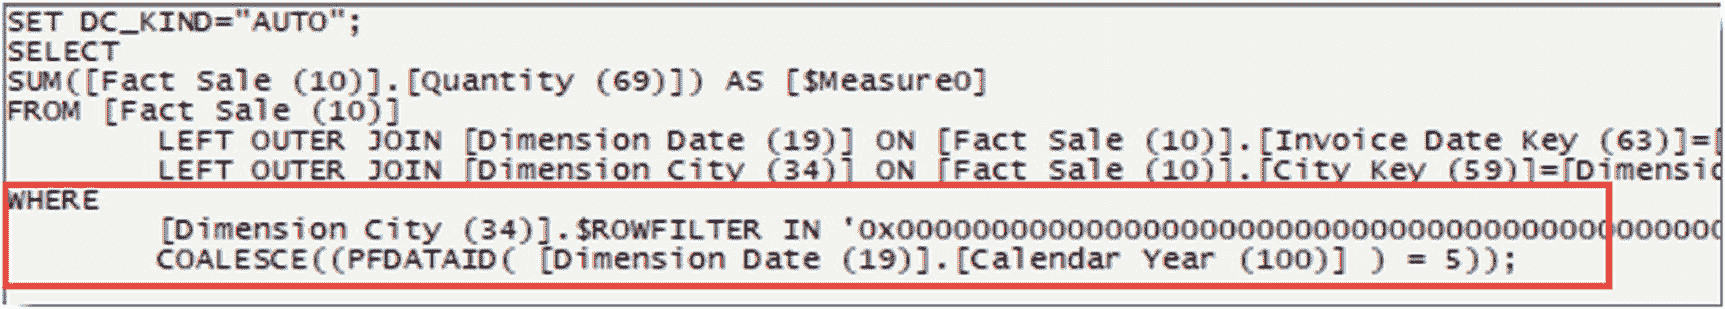 SET DC_KIND="AUTO";
SELECT
SUM([Fact Sale (10)].[Quantity (69)]) AS [$Measure0]
FROM [Fact Sale (10)]
LEFT OUTER JOIN [Dimension Date (19)] ON [Fact Sale (10)].[Invoice Date Key (63)]=[
LEFT OUTER JOIN [Dimension City (34)] ON [Fact Sale (10)].[City Key (59)]=[Dimensio
WHERE
[Dimension City (34)].$ROWFILTER IN '0x00000000000000000000000000000000000000000000
COALESCE((PFDATAID( [Dimension Date (19)].[Calendar Year (100)] ) = 5));